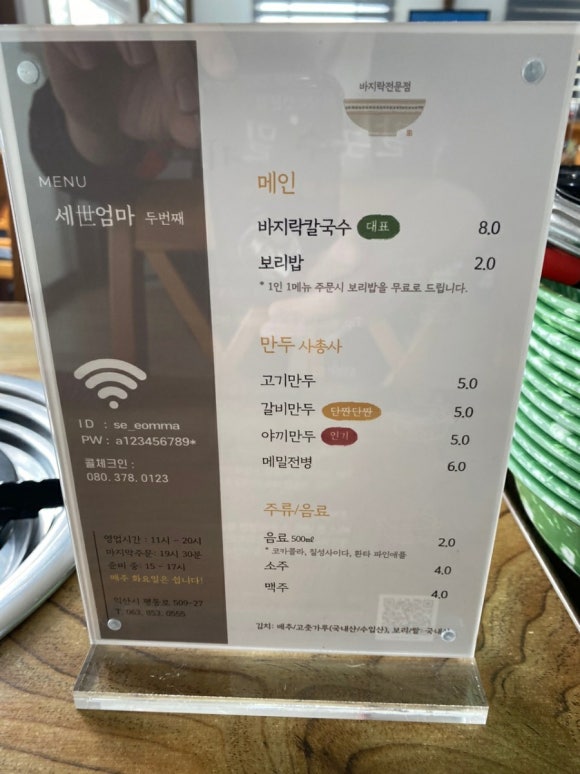 바지락전문점
MENU
세世엄마 두번째
메인
바지락칼국수 대표 8.0
보리밥 2.0
* 1인 1메뉴 주문시 보리밥을 무료로 드립니다.
만두 사총사
고기만두 5.0
갈비만두 단짠단짠 5.0
야끼만두 인기 5.0
메밀전병 6.0
ID : se_eomma
PW : a123456789*
콜체크인 :
080. 378. 0123
주류/음료
음료 500㎖ 2.0
* 코카콜라, 칠성사이다, 환타 파인애플
소주 4.0
맥주 4.0
영업시간 : 11시 - 20시
마지막주문: 19시 30분
준비 중: 15 - 17시
매주 화요일은 쉽니다!
익산시 평동로 509-27
T. 063. 853. 0555
김치: 배추/고춧가루(국내산/수입산), 보리/쌀: 국내산